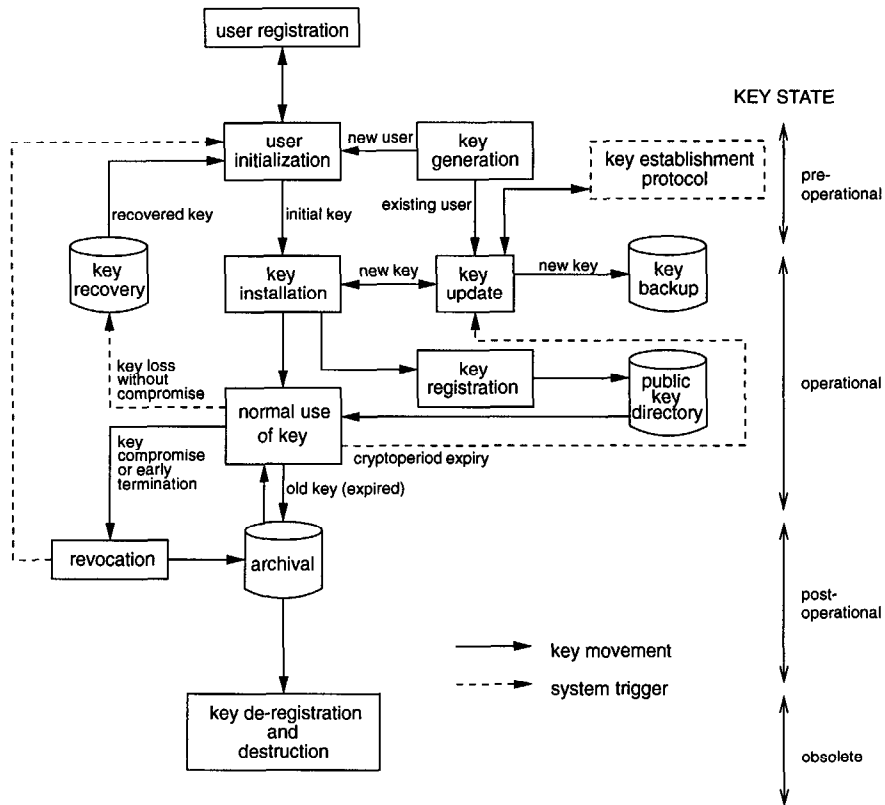 user registration
KEY STATE
user
initialization
new user
key
generation
key establishment
protocol
pre-
operational
existing user
recovered key
initial key
key
recovery
key
installation
new key
key
update
new key
key
backup
key loss
without
compromise
key
registration
public
key
directory
operational
normal use
of key
cryptoperiod expiry
key
compromise
or early
termination
old key (expired)
revocation
archival
post-
operational
key movement
system trigger
key de-registration
and
destruction
obsolete